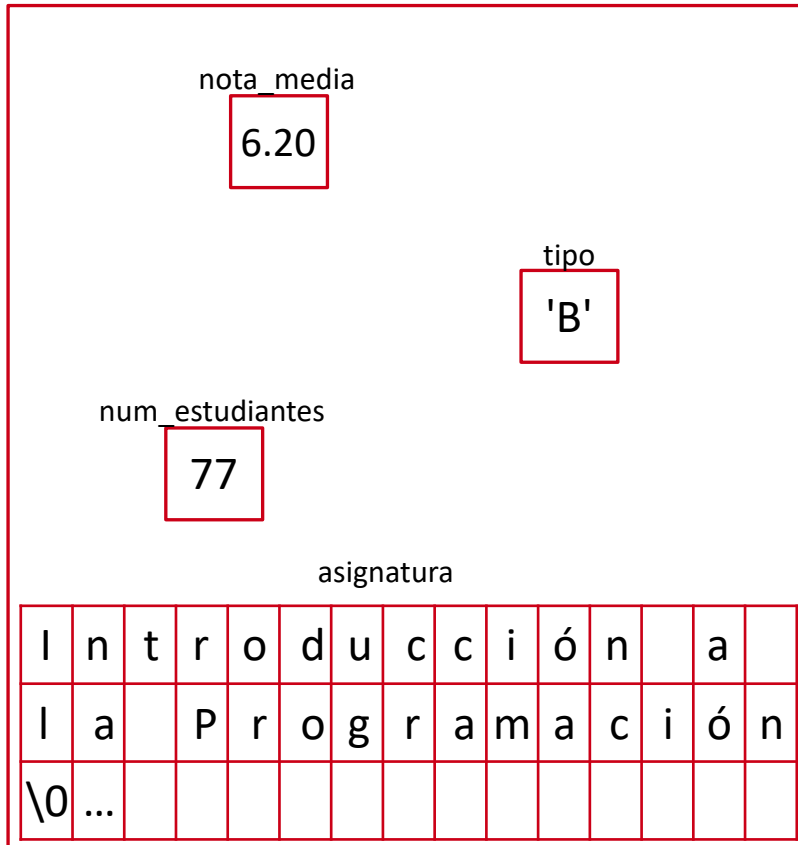 nota_media
6.20
tipo
'B'
num_estudiantes
77
asignatura
I n t r o d u c c i ó n a
l a P r o g r a m a c i ó n
\0 ...